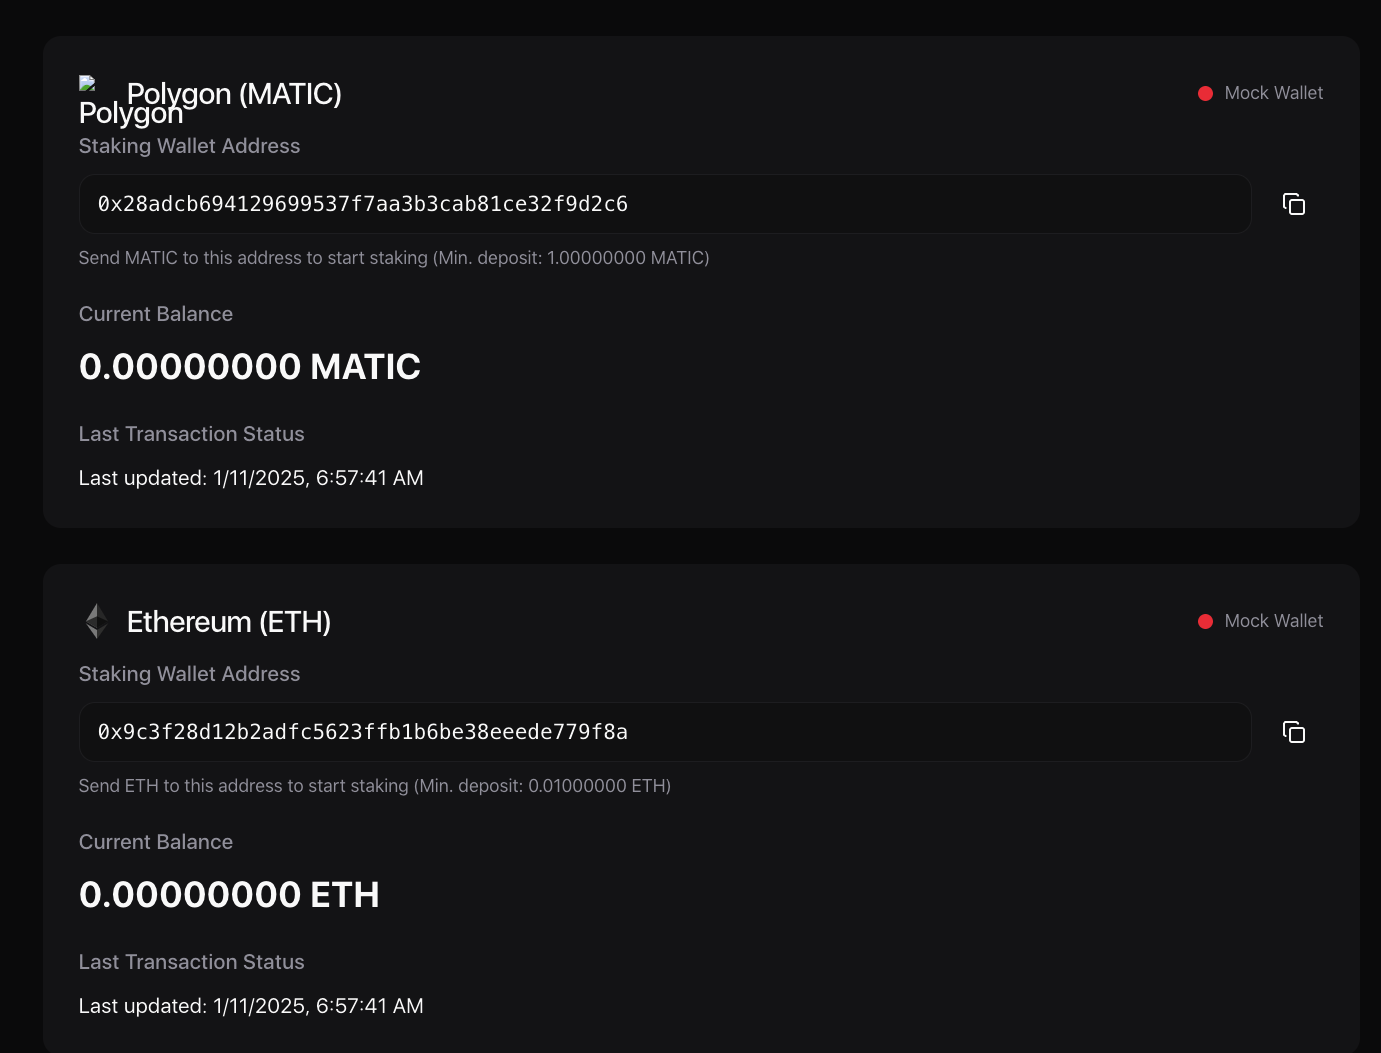 Polygon (MATIC)
Polygon
Mock Wallet
Staking Wallet Address
0x28adcb694129699537f7aa3b3cab81ce32f9d2c6
Send MATIC to this address to start staking (Min. deposit: 1.00000000 MATIC)
Current Balance
0.00000000 MATIC
Last Transaction Status
Last updated: 1/11/2025, 6:57:41 AM
Ethereum (ETH)
Mock Wallet
Staking Wallet Address
0x9c3f28d12b2adfc5623ffb1b6be38eeede779f8a
Send ETH to this address to start staking (Min. deposit: 0.01000000 ETH)
Current Balance
0.00000000 ETH
Last Transaction Status
Last updated: 1/11/2025, 6:57:41 AM